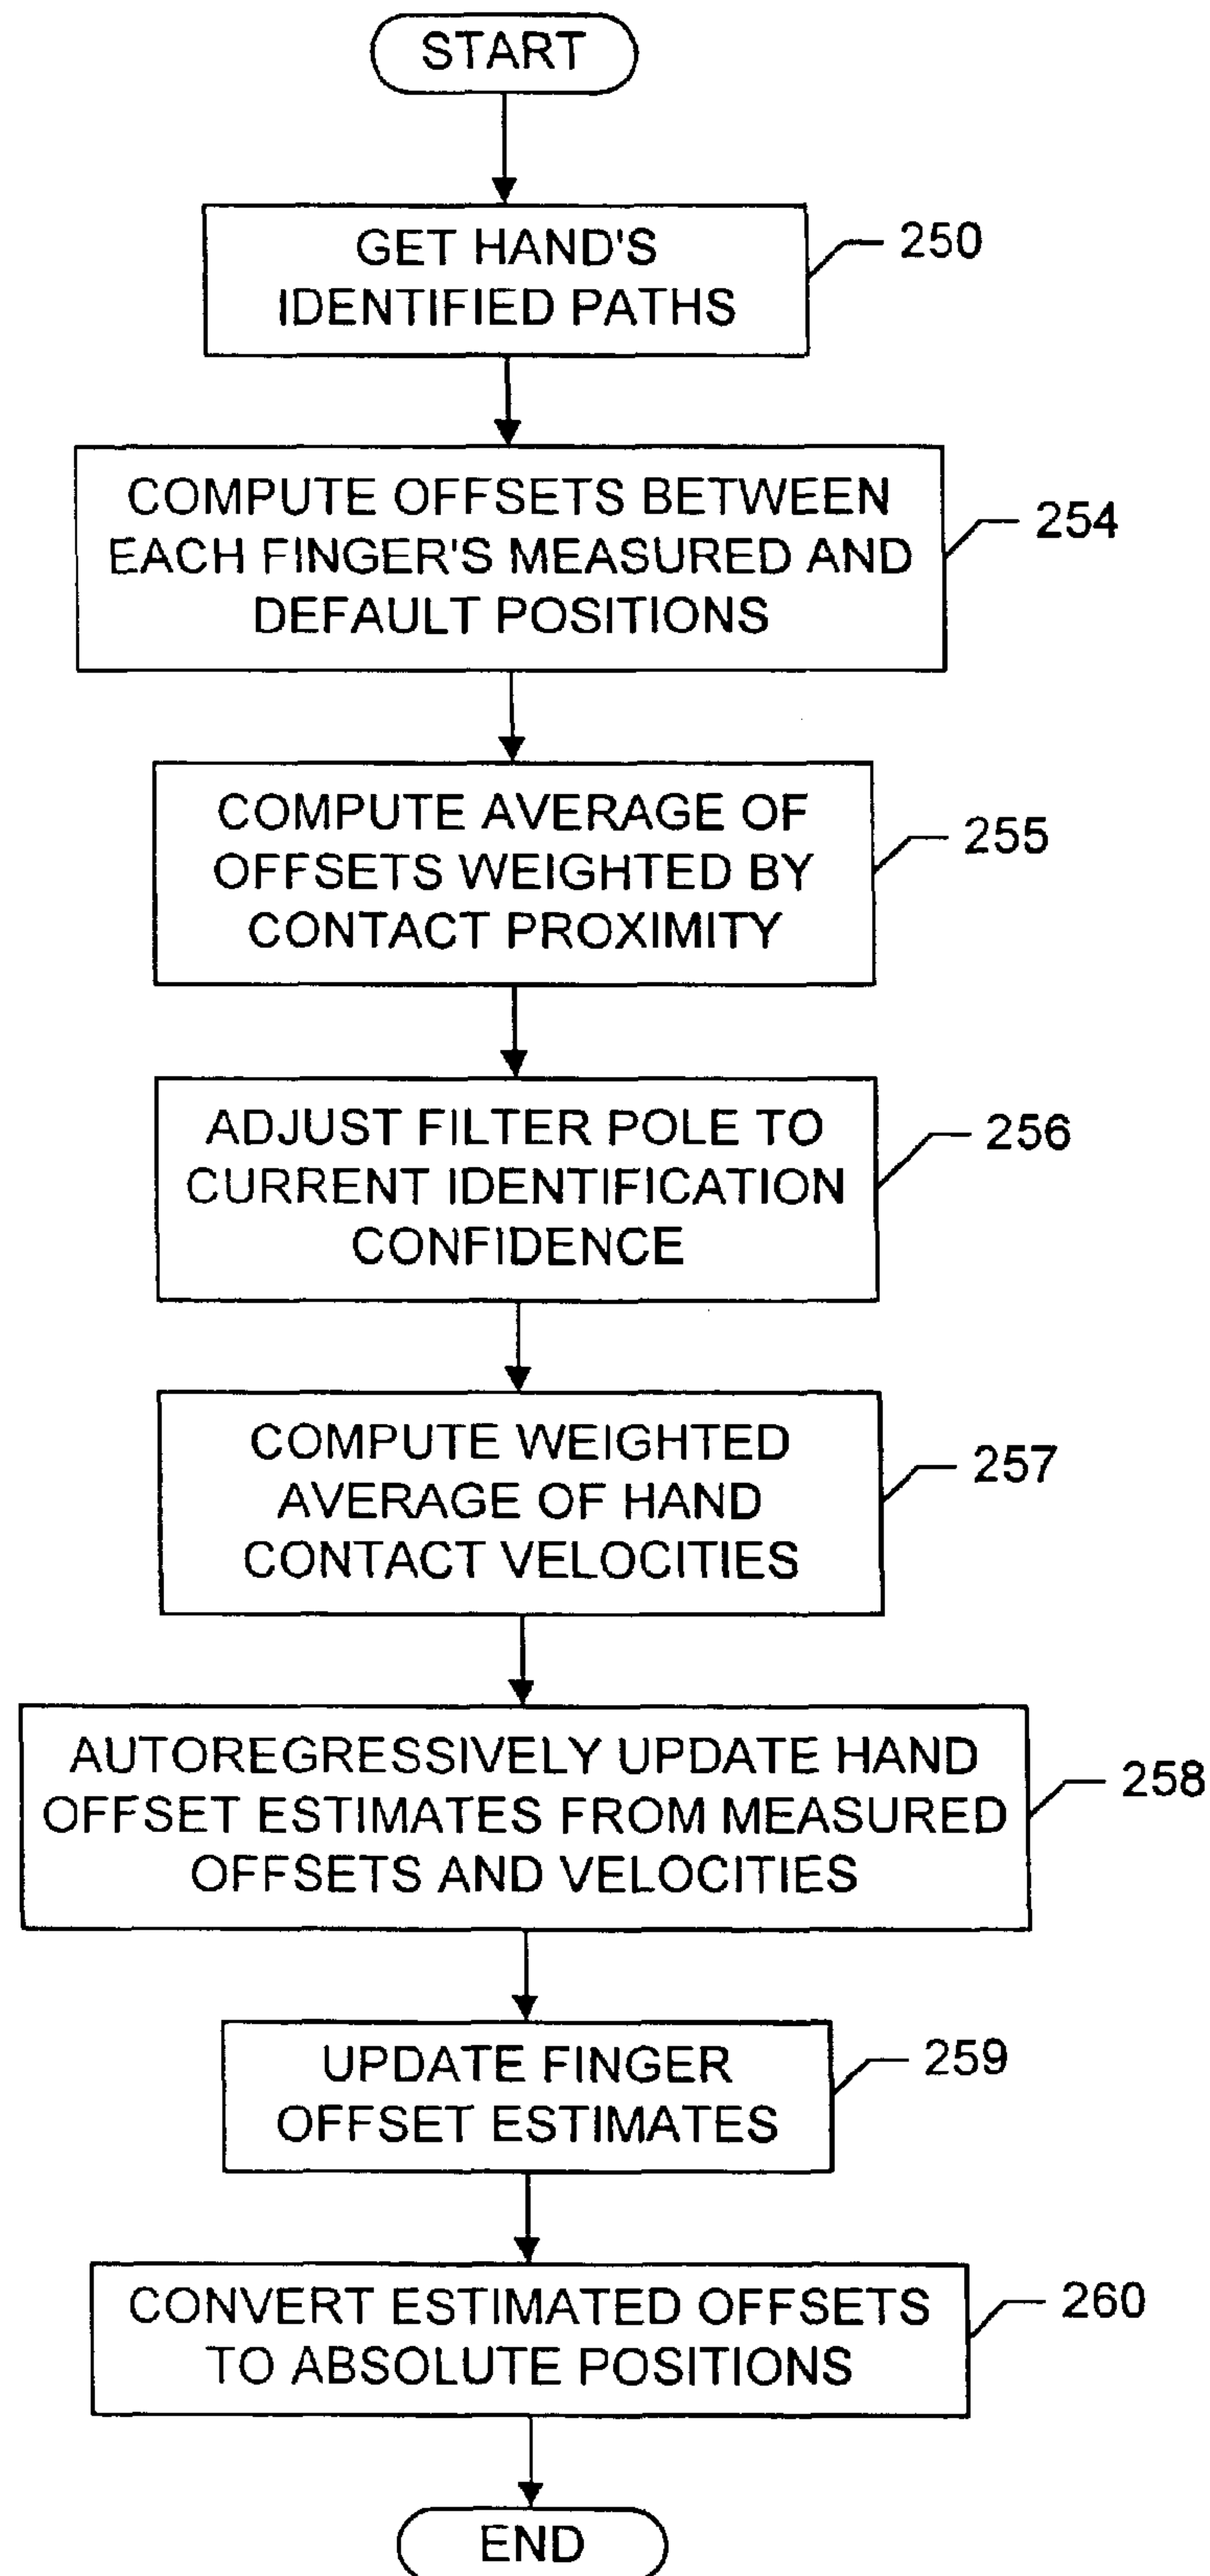 START
GET HAND'S
IDENTIFIED PATHS
250
COMPUTE OFFSETS BETWEEN
EACH FINGER'S MEASURED AND
DEFAULT POSITIONS
254
COMPUTE AVERAGE OF
OFFSETS WEIGHTED BY
CONTACT PROXIMITY
255
ADJUST FILTER POLE TO
CURRENT IDENTIFICATION
CONFIDENCE
256
COMPUTE WEIGHTED
AVERAGE OF HAND
CONTACT VELOCITIES
257
AUTOREGRESSIVELY UPDATE HAND
OFFSET ESTIMATES FROM MEASURED
OFFSETS AND VELOCITIES
258
UPDATE FINGER
OFFSET ESTIMATES
259
CONVERT ESTIMATED OFFSETS
TO ABSOLUTE POSITIONS
260
END